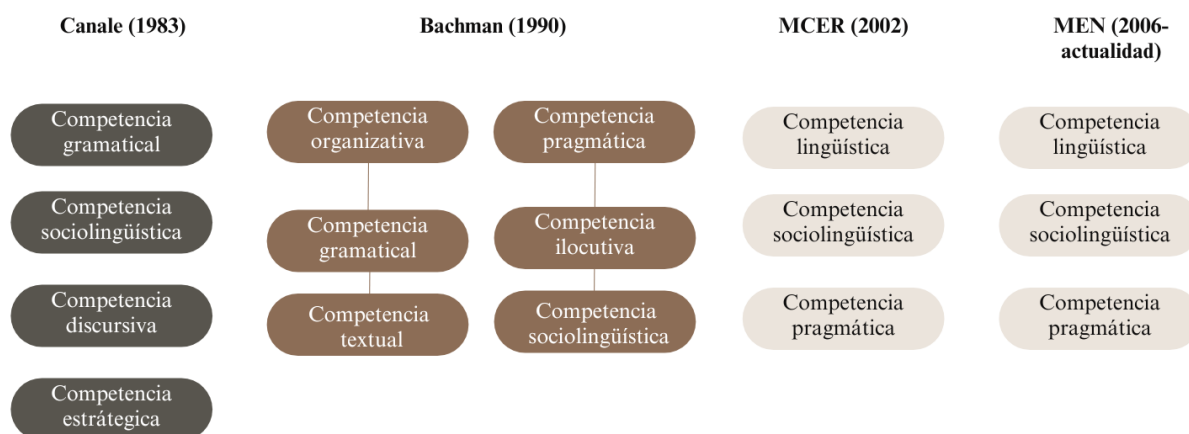 Canale (1983)
Competencia
gramatical
Competencia
sociolingüística
Competencia
discursiva
Competencia
estrátegica
Bachman (1990)
Competencia
organizativa
Competencia
gramatical
Competencia
textual
Competencia
pragmática
Competencia
ilocutiva
Competencia
sociolingüística
MCER (2002)
Competencia
lingüística
Competencia
sociolingüística
Competencia
pragmática
MEN (2006-
actualidad)
Competencia
lingüística
Competencia
sociolingüística
Competencia
pragmática